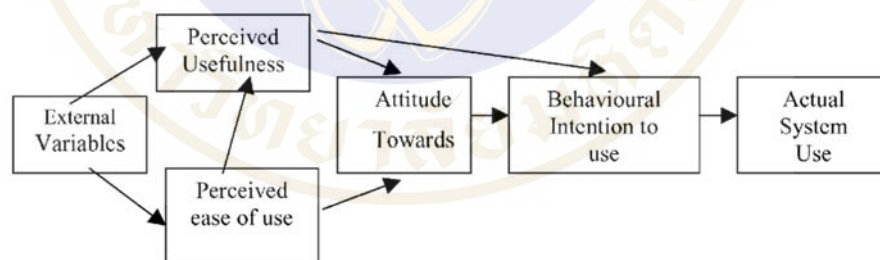 Perceived
Usefulness
External
Variables
Attitude
Towards
Behavioural
Intention to
use
Actual
System
Use
Perceived
ease of use